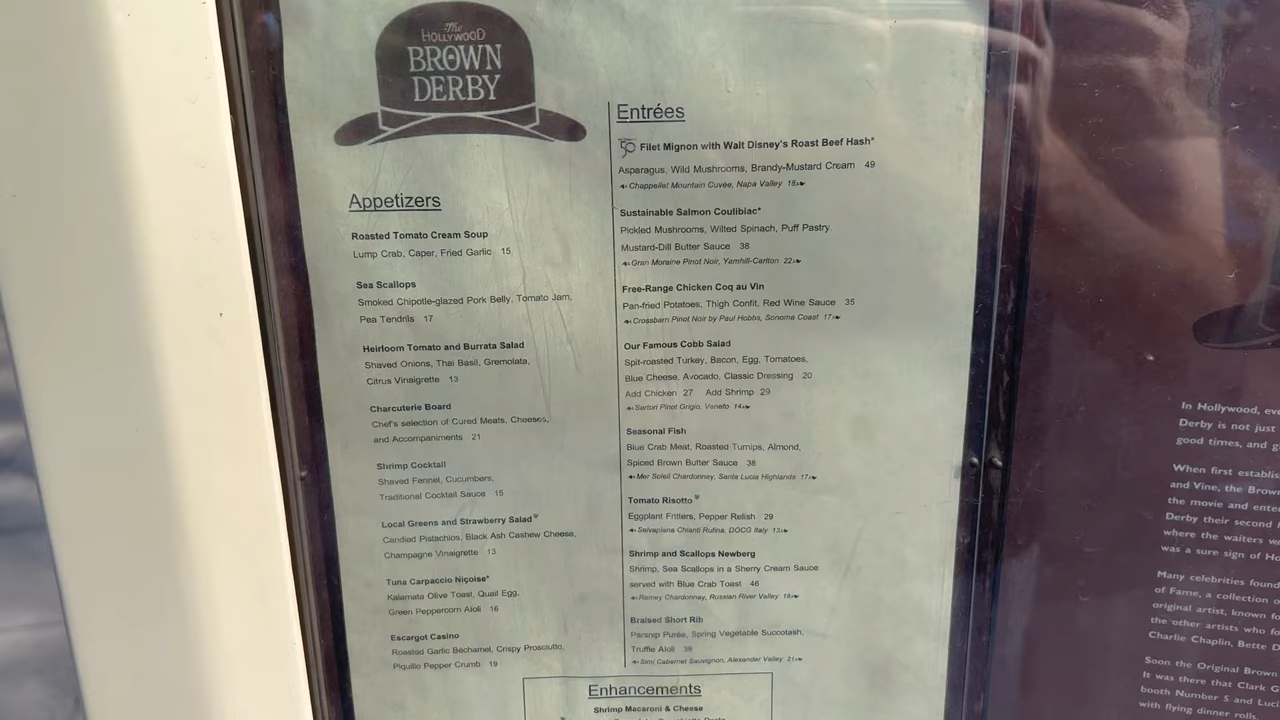 The
HOLLYWOOD
BROWN
DERBY
Appetizers
Roasted Tomato Cream Soup
Lump Crab, Caper, Fried Garlic 15
Sea Scallops
Smoked Chipotle-glazed Pork Belly, Tomato Jam,
Pea Tendrils 17
Heirloom Tomato and Burrata Salad
Shaved Onions, Thai Basil, Gremolata,
Citrus Vinaigrette 13
Charcuterie Board
Chef's selection of Cured Meats, Cheeses,
and Accompaniments 21
Shrimp Cocktail
Shaved Fennel, Cucumbers,
Traditional Cocktail Sauce 15
Local Greens and Strawberry Salad
Candied Pistachios, Black Ash Cashew Cheese,
Champagne Vinaigrette 13
Tuna Carpaccio Niçoise*
Kalamata Olive Toast, Quail Egg,
Green Peppercorn Aioli 16
Escargot Casino
Roasted Garlic Béchamel, Crispy Prosciutto,
Piquillo Pepper Crumb 19
Entrées
50 Filet Mignon with Walt Disney's Roast Beef Hash*
Asparagus, Wild Mushrooms, Brandy-Mustard Cream 49
Chappellet Mountain Cuvée, Napa Valley 18
Sustainable Salmon Coulibiac*
Pickled Mushrooms, Wilted Spinach, Puff Pastry,
Mustard-Dill Butter Sauce 38
Gran Moraine Pinot Noir, Yamhill-Carlton 22
Free-Range Chicken Coq au Vin
Pan-fried Potatoes, Thigh Confit, Red Wine Sauce 35
Crossbarn Pinot Noir by Paul Hobbs, Sonoma Coast 17
Our Famous Cobb Salad
Spit-roasted Turkey, Bacon, Egg, Tomatoes,
Blue Cheese, Avocado, Classic Dressing 20
Add Chicken 27 Add Shrimp 29
Sartori Pinot Grigio, Veneto 14
Seasonal Fish
Blue Crab Meat, Roasted Turnips, Almond,
Spiced Brown Butter Sauce 38
Mer Soleil Chardonnay, Santa Lucia Highlands 17
Tomato Risotto
Eggplant Fritters, Pepper Relish 29
Selvapiana Chianti Rufina, DOCG Italy 13
Shrimp and Scallops Newberg
Shrimp, Sea Scallops in a Sherry Cream Sauce
served with Blue Crab Toast 46
Ramey Chardonnay, Russian River Valley 18
Braised Short Rib
Parsnip Purée, Spring Vegetable Succotash,
Truffle Aioli 39
Simi Cabernet Sauvignon, Alexander Valley 21
Enhancements
Shrimp Macaroni & Cheese
In Hollywood, eve
Derby is not just
good times, and g
When first establis
and Vine, the Brown
the movie and enter
Derby their second
where the waiters w
was a sure sign of Ho
Many celebrities found
of Fame, a collection o
original artist, known fo
the other artists who fo
Charlie Chaplin, Bette D
Soon the Original Brown
It was there that Clark G
booth Number 5 and Luci
with flying dinner rolls.